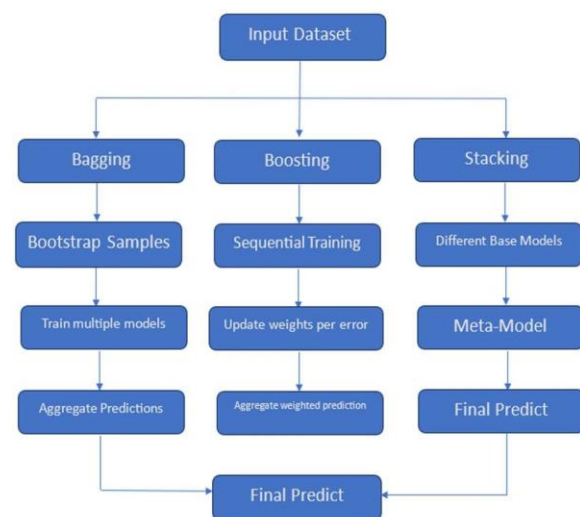 Input Dataset
Bagging
Boosting
Stacking
Bootstrap Samples
Sequential Training
Different Base Models
Train multiple models
Update weights per error
Meta-Model
Aggregate Predictions
Aggregate weighted prediction
Final Predict
Final Predict